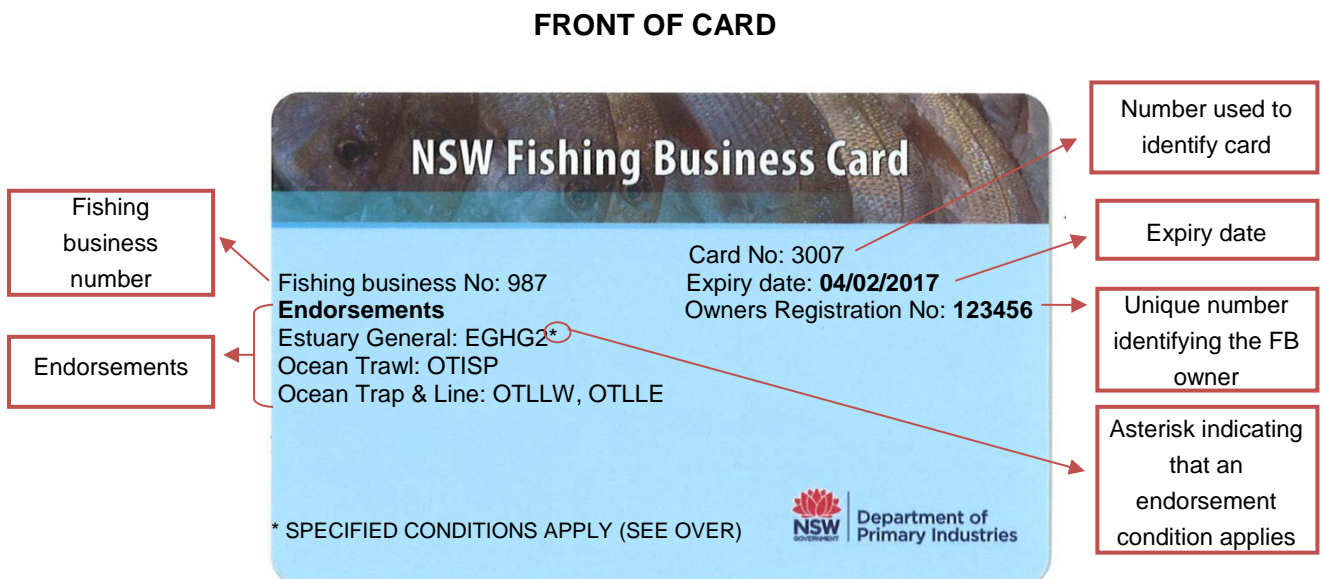 FRONT OF CARD
NSW Fishing Business Card
Number used to
identify card
Fishing
business
number
Expiry date
Card No: 3007
Fishing business No: 987
Expiry date: 04/02/2017
Endorsements
Owners Registration No: 123456
Unique number
identifying the FB
owner
Estuary General: EGHG2*
Endorsements
Ocean Trawl: OTISP
Ocean Trap & Line: OTLLW, OTLLE
Asterisk indicating
that an
endorsement
condition applies
* SPECIFIED CONDITIONS APPLY (SEE OVER)
NSW
GOVERNMENT
Department of
Primary Industries